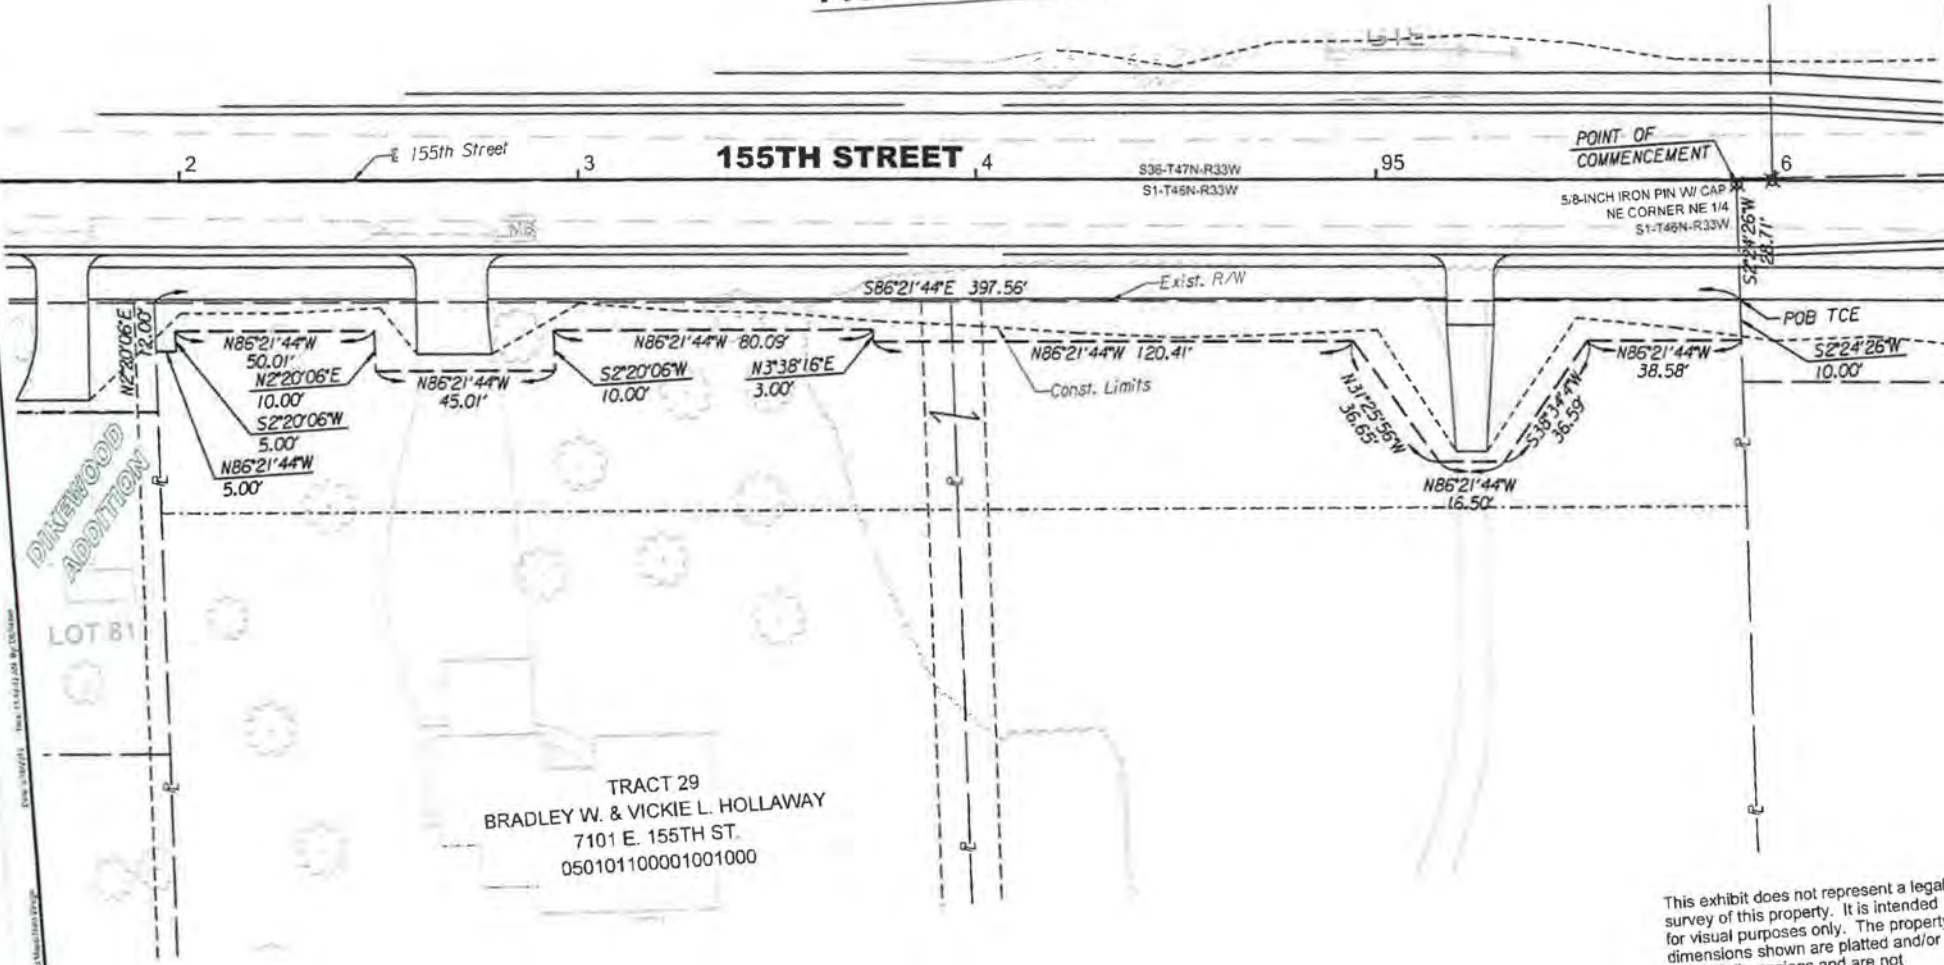 2
℄ 155th Street
3
155TH STREET
4
S36-T47N-R33W
S1-T46N-R33W
95
POINT OF
COMMENCEMENT
6
5/8-INCH IRON PIN W/ CAP
NE CORNER NE 1/4
S1-T46N-R33W
S2°24'26"W
28.71'
S86°21'44"E 397.56'
Exist. R/W
POB TCE
N2°20'06"E
12.00'
N86°21'44"W
50.01'
N2°20'06"E
10.00'
S2°20'06"W
5.00'
N86°21'44"W
5.00'
N86°21'44"W
45.01'
N86°21'44"W 80.09'
S2°20'06"W
10.00'
N3°38'16"E
3.00'
N86°21'44"W 120.41'
Const. Limits
N31°25'56"W
36.65'
S38°34'44"W
36.59'
N86°21'44"W
16.50'
N86°21'44"W
38.58'
S2°24'26"W
10.00'
DIKEWOOD
ADDITION
LOT 81
TRACT 29
BRADLEY W. & VICKIE L. HOLLAWAY
7101 E. 155TH ST.
050101100001001000
This exhibit does not represent a legal
survey of this property. It is intended
for visual purposes only. The property
dimensions shown are platted and/or
and are not